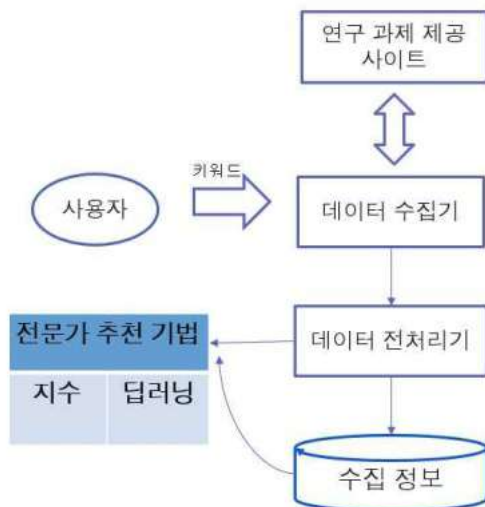 연구 과제 제공
사이트
키워드
사용자
데이터 수집기
전문가 추천 기법
데이터 전처리기
지수
딥러닝
수집 정보